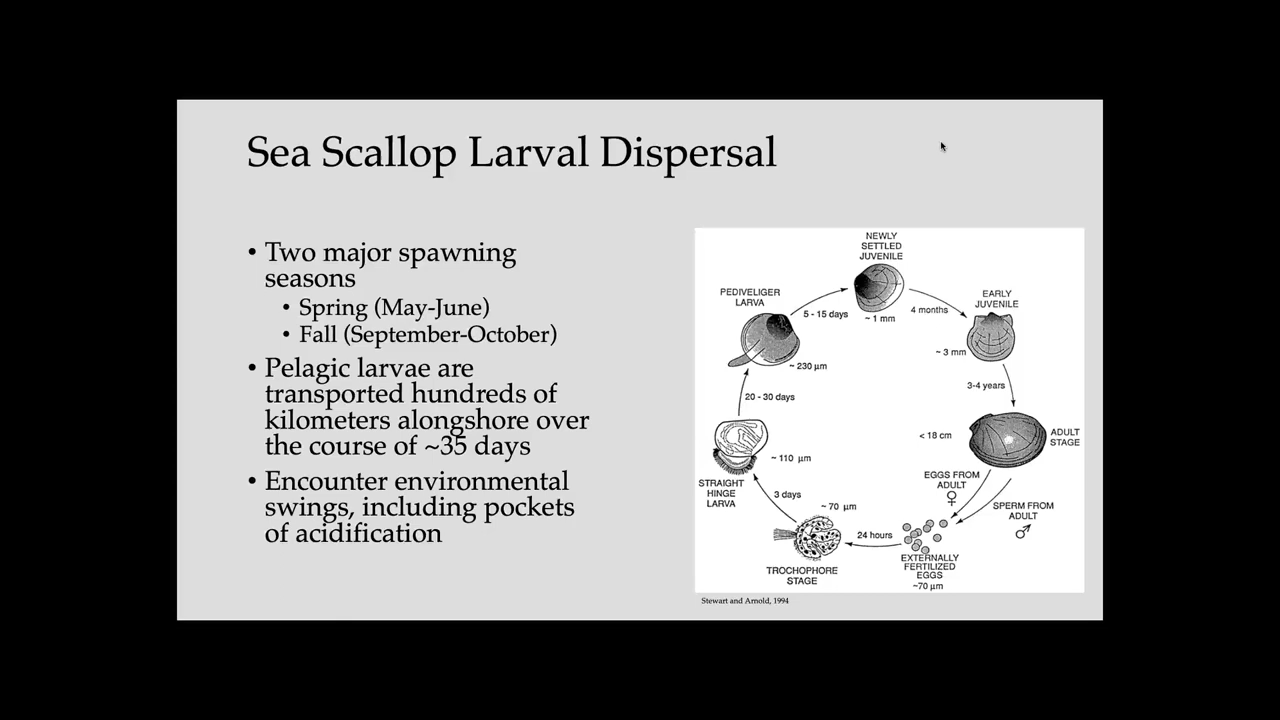 Sea Scallop Larval Dispersal
• Two major spawning
seasons
• Spring (May-June)
• Fall (September-October)
• Pelagic larvae are
transported hundreds of
kilometers alongshore over
the course of ~35 days
• Encounter environmental
swings, including pockets
of acidification
NEWLY
SETTLED
JUVENILE
~ 1 mm
4 months
EARLY
JUVENILE
~ 3 mm
3-4 years
ADULT
STAGE
< 18 cm
EGGS FROM
ADULT
♀
SPERM FROM
ADULT
♂
EXTERNALLY
FERTILIZED
EGGS
~70 µm
24 hours
TROCHOPHORE
STAGE
~ 70 µm
3 days
STRAIGHT
HINGE
LARVA
~ 110 µm
20 - 30 days
PEDIVELIGER
LARVA
~ 230 µm
5 - 15 days
Stewart and Arnold, 1994